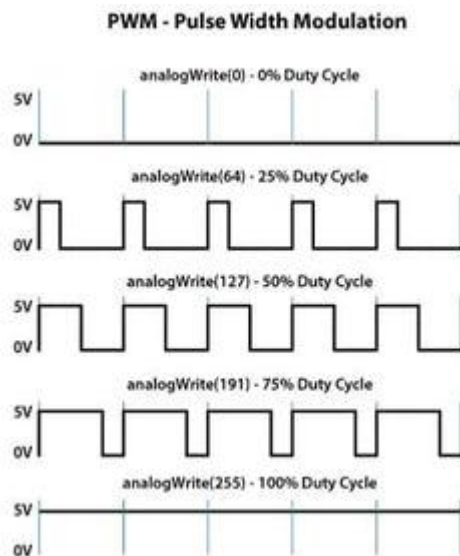 PWM - Pulse Width Modulation
analogWrite(0) - 0% Duty Cycle
5V
0V
analogWrite(64) - 25% Duty Cycle
5V
0V
analogWrite(127) - 50% Duty Cycle
5V
0V
analogWrite(191) - 75% Duty Cycle
5V
0V
analogWrite(255) - 100% Duty Cycle
5V
0V